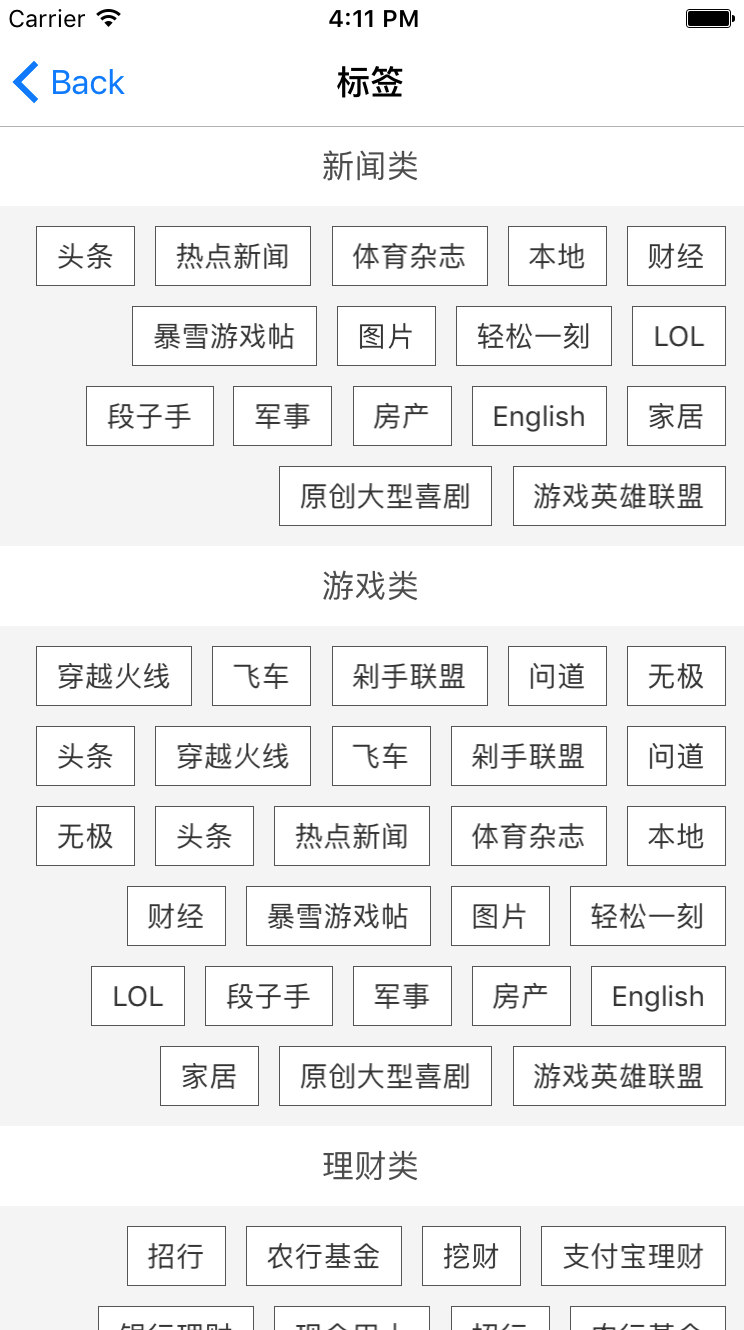 Carrier 4:11 PM
Back 标签
新闻类
头条 热点新闻 体育杂志 本地 财经
暴雪游戏帖 图片 轻松一刻 LOL
段子手 军事 房产 English 家居
原创大型喜剧 游戏英雄联盟
游戏类
穿越火线 飞车 剁手联盟 问道 无极
头条 穿越火线 飞车 剁手联盟 问道
无极 头条 热点新闻 体育杂志 本地
财经 暴雪游戏帖 图片 轻松一刻
LOL 段子手 军事 房产 English
家居 原创大型喜剧 游戏英雄联盟
理财类
招行 农行基金 挖财 支付宝理财